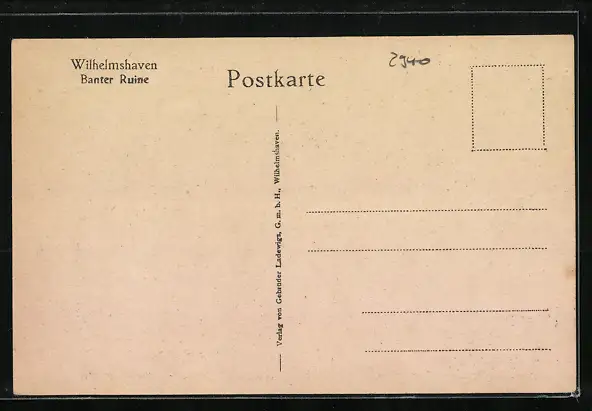 Wilhelmshaven
Banter Ruine
Postkarte
2940
Verlag von Gebrüder Ladewigs, G. m. b. H., Wilhelmshaven.